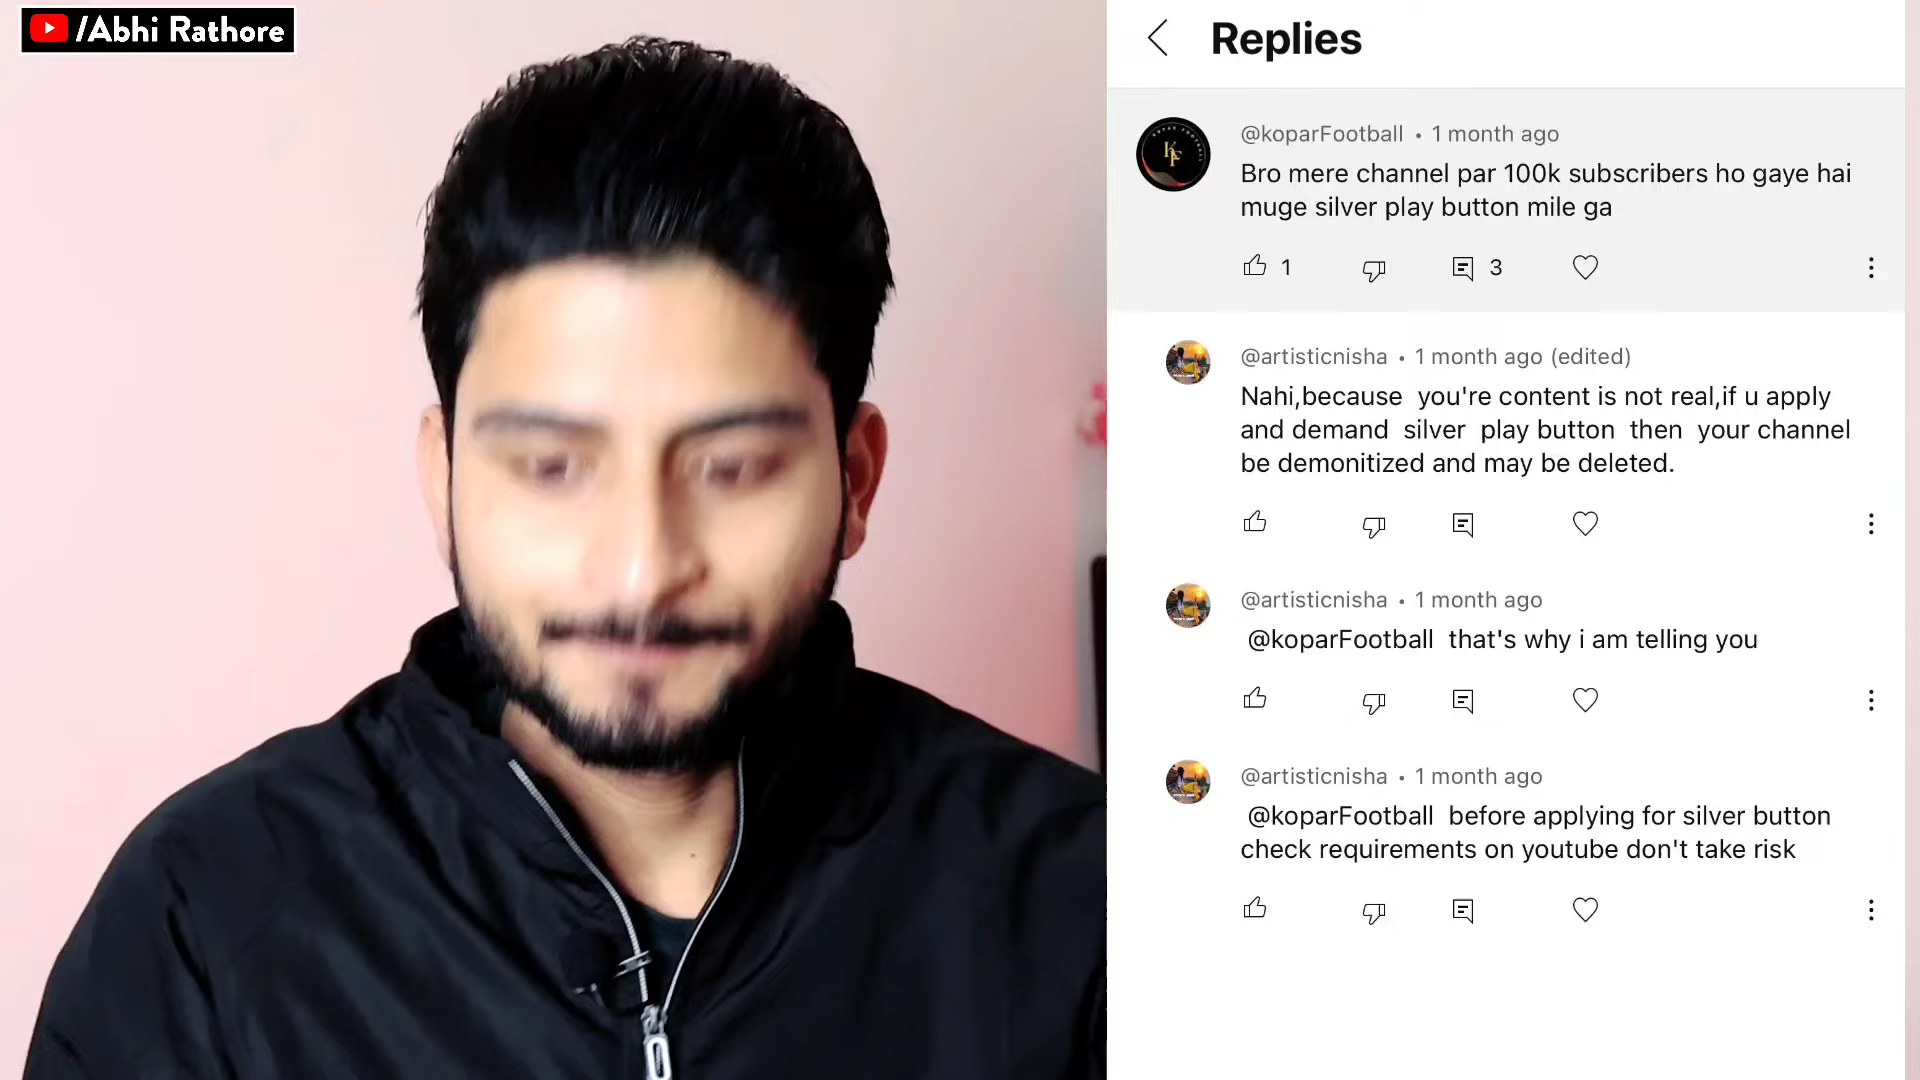 /Abhi Rathore
Replies
@koparFootball • 1 month ago
Bro mere channel par 100k subscribers ho gaye hai
muge silver play button mile ga
1
3
@artisticnisha • 1 month ago (edited)
Nahi,because you're content is not real,if u apply
and demand silver play button then your channel
be demonitized and may be deleted.
@artisticnisha • 1 month ago
@koparFootball that's why i am telling you
@artisticnisha • 1 month ago
@koparFootball before applying for silver button
check requirements on youtube don't take risk